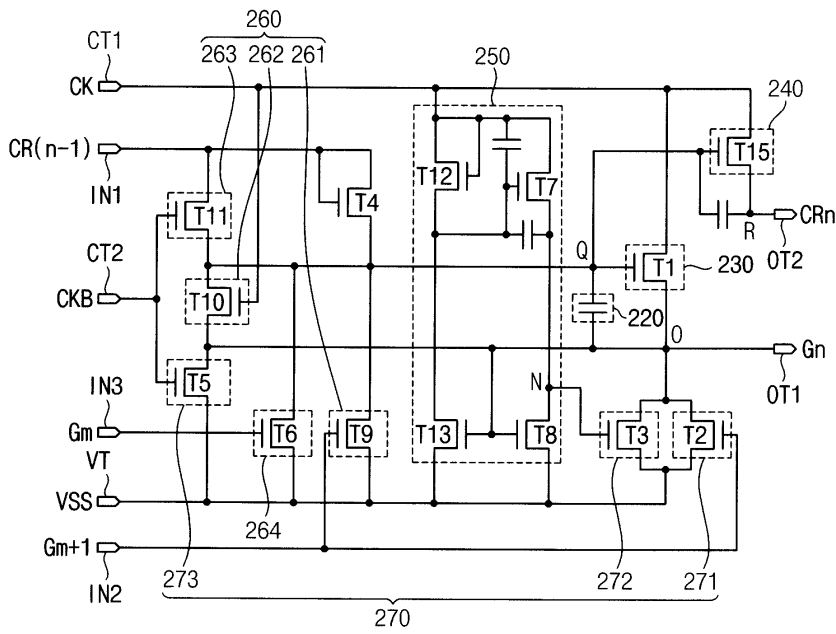 CT1
260
263 262 261
250
CK
240
CR(n-1)
T15
IN1
T12
T7
T4
T11
R
CRn
OT2
CT2
Q
T1
230
CKB
T10
220
O
Gn
T5
OT1
IN3
N
Gm
T6
T9
T13
T8
T3
T2
VT
VSS
264
Gm+1
273
272
271
IN2
270